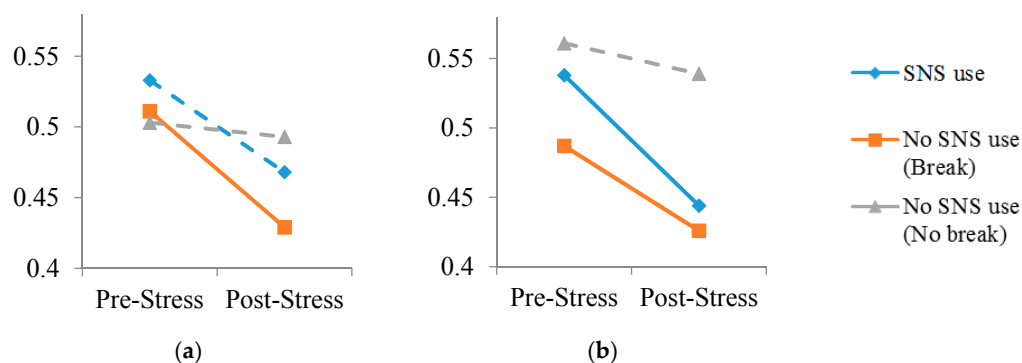 0.55
0.5
0.45
0.4
Pre-Stress Post-Stress
(a)
0.55
0.5
0.45
0.4
Pre-Stress Post-Stress
(b)
SNS use
No SNS use
(Break)
No SNS use
(No break)